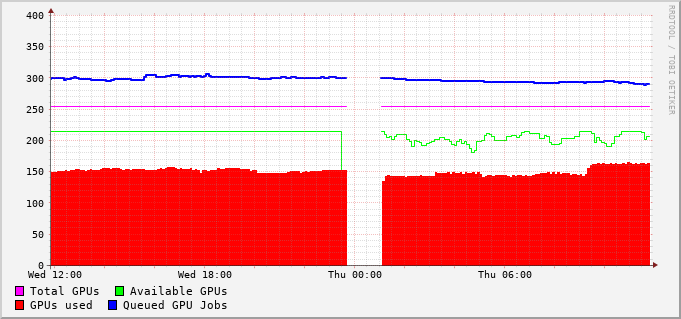 400
350
300
250
200
150
100
50
0
Wed 12:00 Wed 18:00 Thu 00:00 Thu 06:00
Total GPUs Available GPUs
GPUs used Queued GPU Jobs
RRDTOOL / TOBI OETIKER